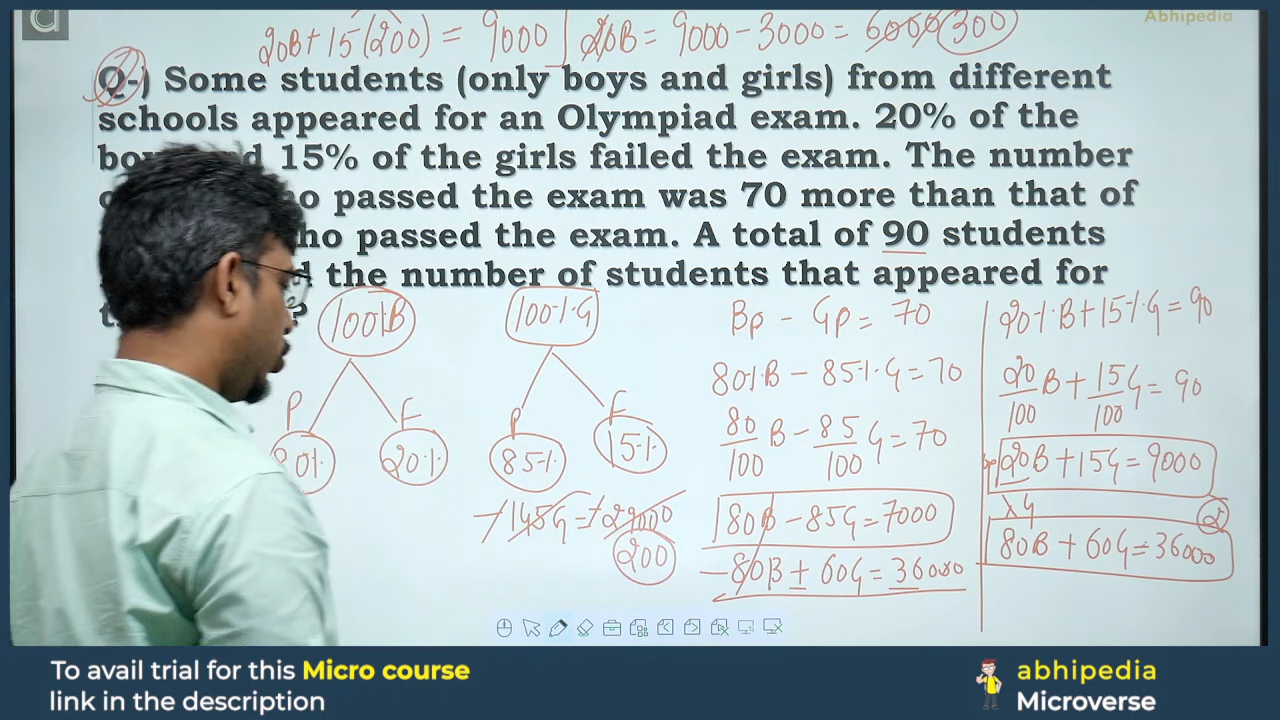 Abhipedia
20B + 15(200) = 9000 | 20B = 9000 - 3000 = 6000 300
Q-) Some students (only boys and girls) from different
schools appeared for an Olympiad exam. 20% of the
15% of the girls failed the exam. The number
passed the exam was 70 more than that of
passed the exam. A total of 90 students
the number of students that appeared for
?
100%B
100%G
P
F
80%
20%
P
F
85%
15%
-145G = -29000
200
Bp - Gp = 70
80%B - 85%G = 70
80/100 B - 85/100 G = 70
80B - 85G = 7000
-80B ± 60G = 36000
20%B + 15%G = 90
20/100 B + 15/100 G = 90
20B + 15G = 9000
x4
2
80B + 60G = 36000
To avail trial for this Micro course
link in the description
abhipedia
Microverse